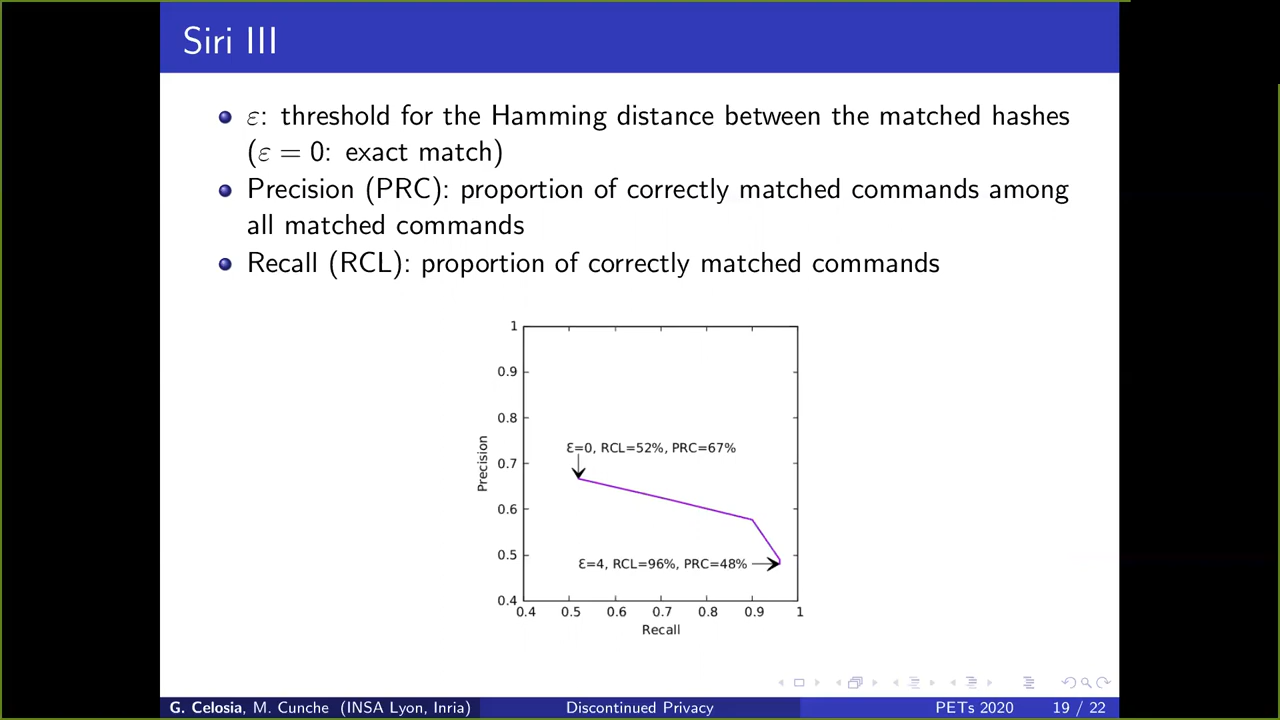 Siri III
ε: threshold for the Hamming distance between the matched hashes
(ε = 0: exact match)
Precision (PRC): proportion of correctly matched commands among
all matched commands
Recall (RCL): proportion of correctly matched commands
1
0.9
0.8
0.7
0.6
0.5
0.4
Precision
Ɛ=0, RCL=52%, PRC=67%
Ɛ=4, RCL=96%, PRC=48%
0.4 0.5 0.6 0.7 0.8 0.9 1
Recall
G. Celosia, M. Cunche (INSA Lyon, Inria) Discontinued Privacy PETs 2020 19 / 22